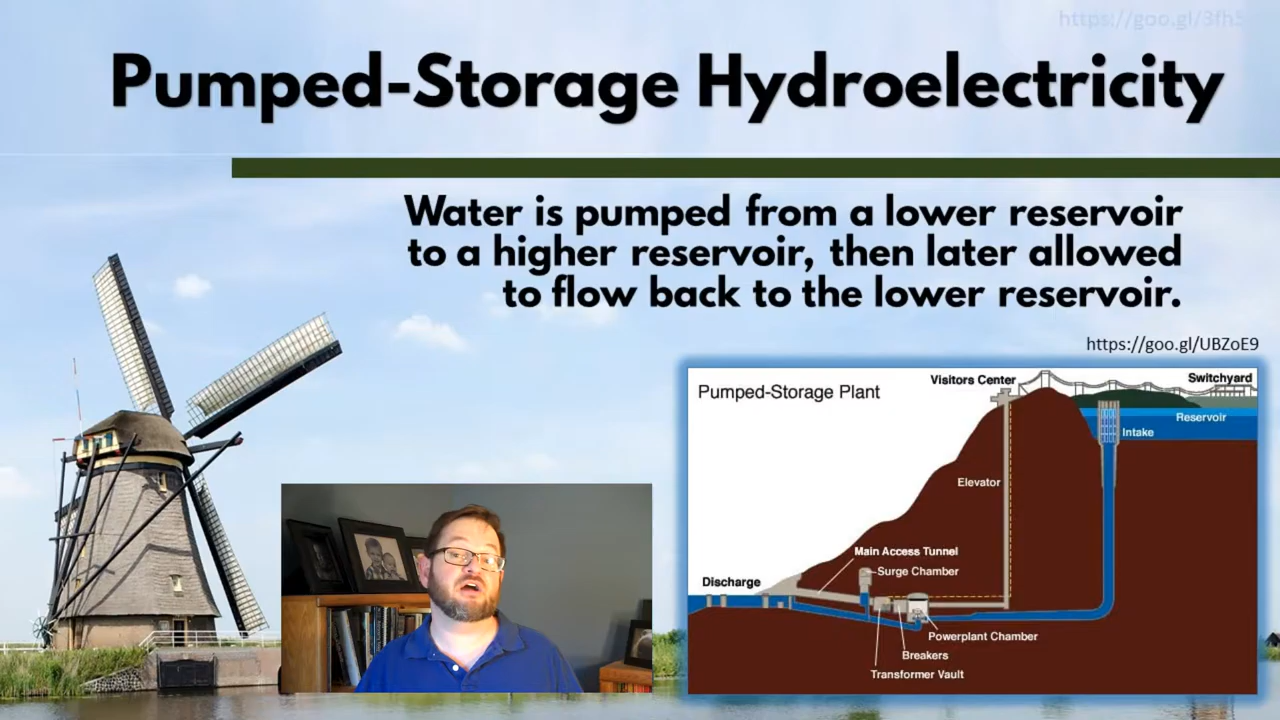 Pumped-Storage Hydroelectricity
Water is pumped from a lower reservoir
to a higher reservoir, then later allowed
to flow back to the lower reservoir.
https://goo.gl/UBZoE9
Pumped-Storage Plant
Visitors Center
Switchyard
Reservoir
Intake
Elevator
Main Access Tunnel
Surge Chamber
Discharge
Powerplant Chamber
Breakers
Transformer Vault